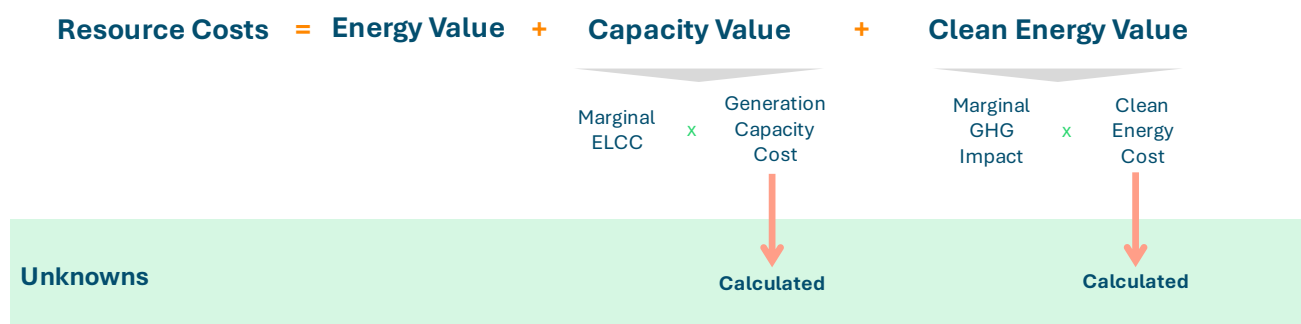 Resource Costs = Energy Value + Capacity Value + Clean Energy Value
Marginal
ELCC
x
Generation
Capacity
Cost
Marginal
GHG
Impact
x
Clean
Energy
Cost
Unknowns
Calculated
Calculated